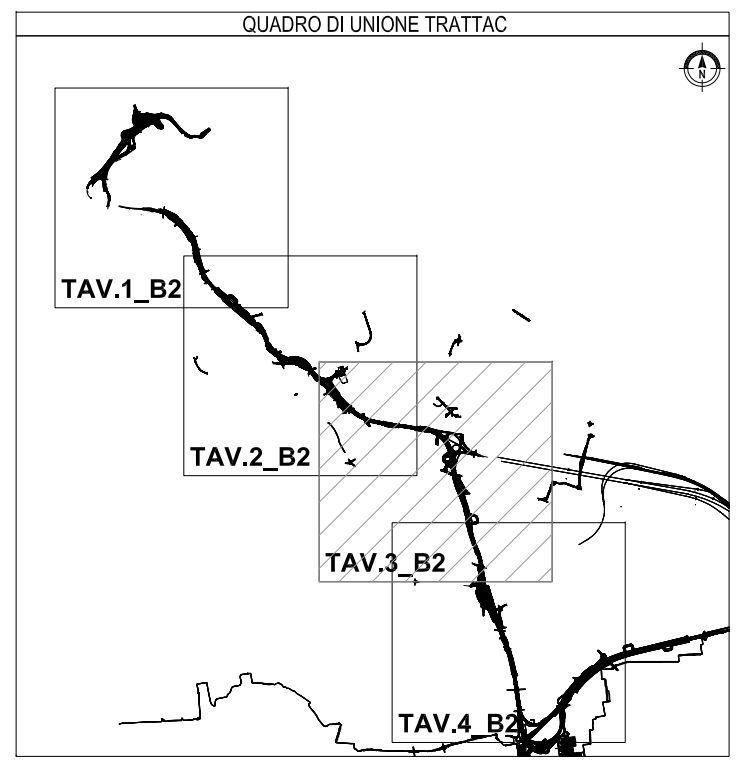 QUADRO DI UNIONE TRATTAC
N
TAV.1_B2
TAV.2_B2
TAV.3_B2
TAV.4_B2